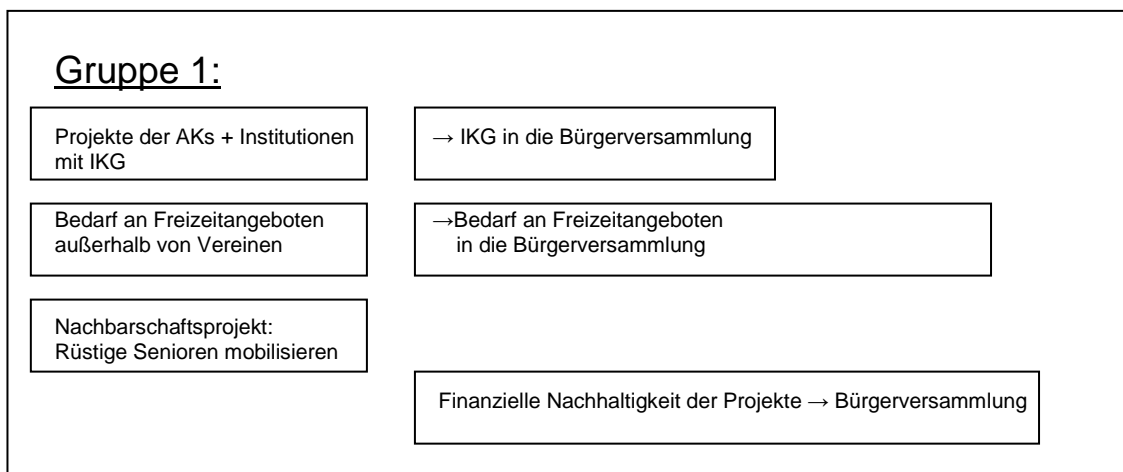 Gruppe 1:
Projekte der AKs + Institutionen
mit IKG
→ IKG in die Bürgerversammlung
Bedarf an Freizeitangeboten
außerhalb von Vereinen
→Bedarf an Freizeitangeboten
in die Bürgerversammlung
Nachbarschaftsprojekt:
Rüstige Senioren mobilisieren
Finanzielle Nachhaltigkeit der Projekte → Bürgerversammlung